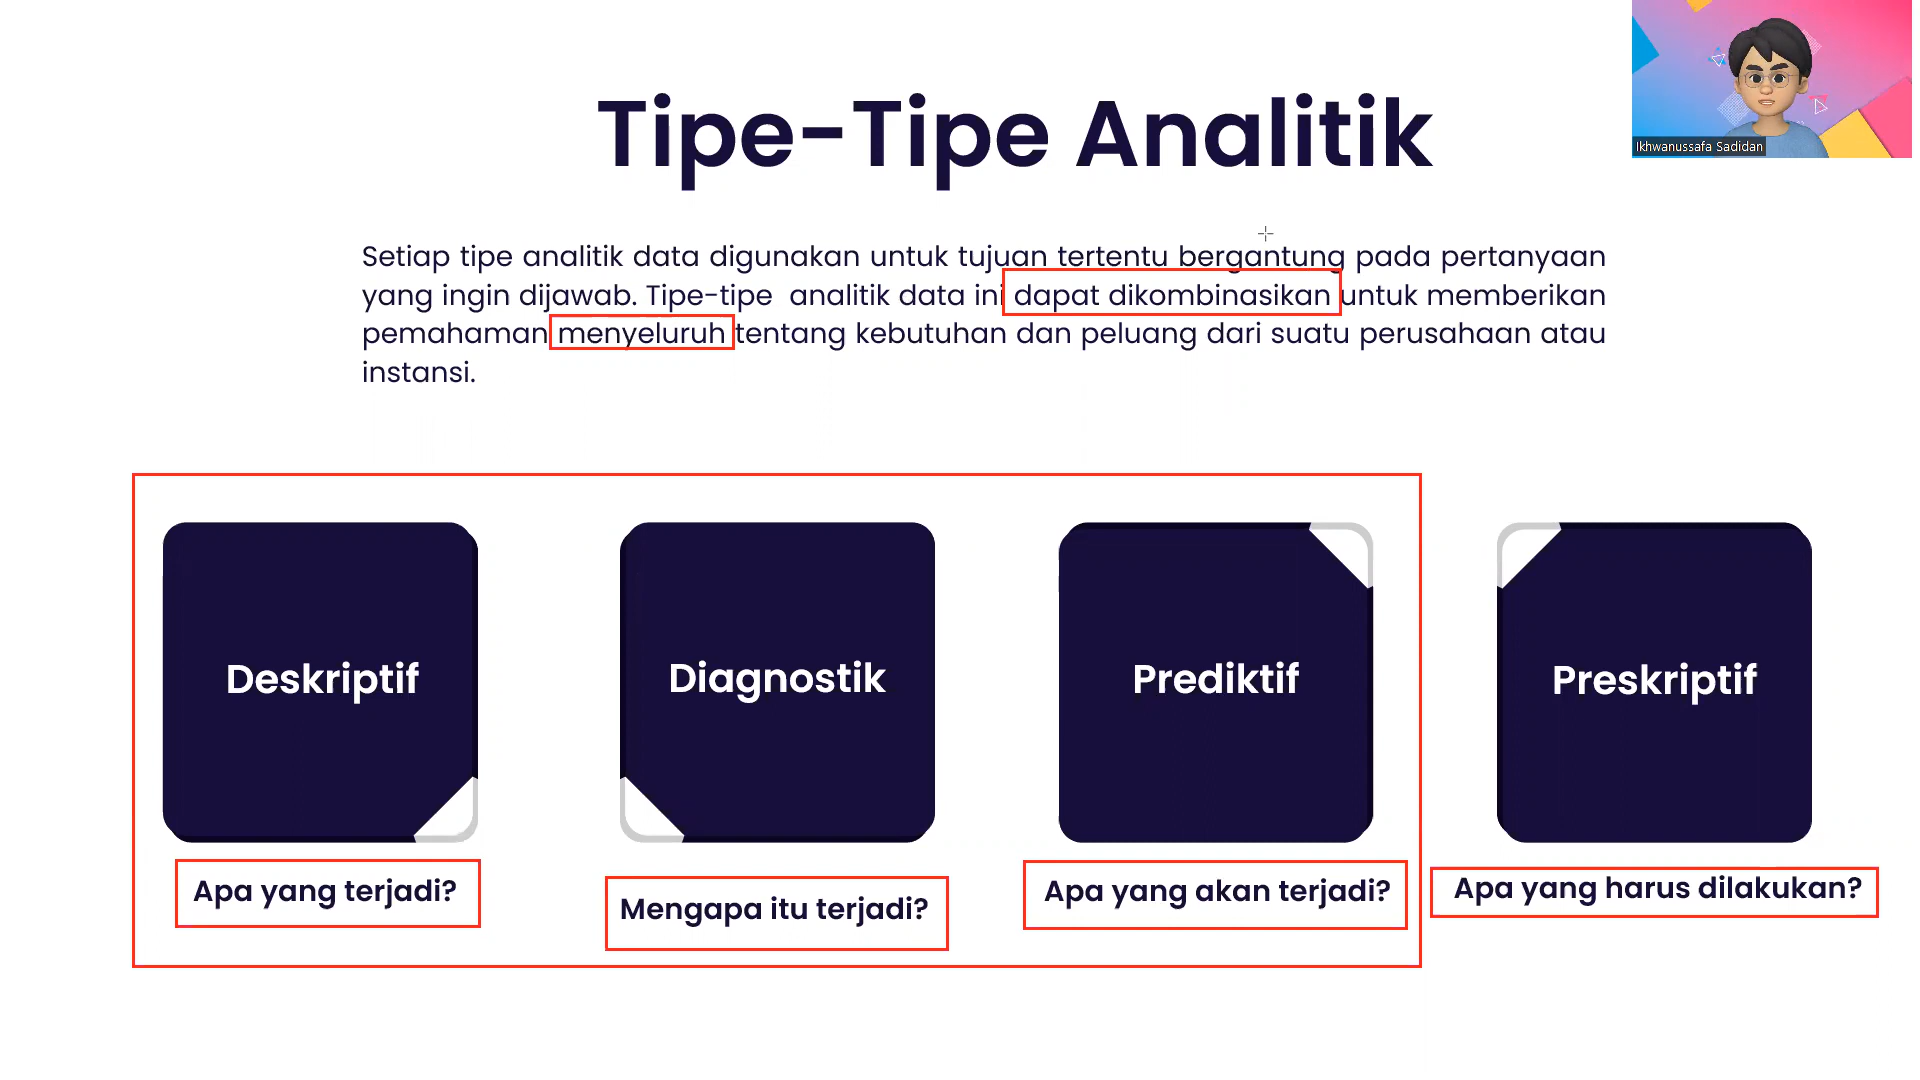 Tipe-Tipe Analitik
Ikhwanussafa Sadidan
Setiap tipe analitik data digunakan untuk tujuan tertentu bergantung pada pertanyaan
yang ingin dijawab. Tipe-tipe analitik data ini dapat dikombinasikan untuk memberikan
pemahaman menyeluruh tentang kebutuhan dan peluang dari suatu perusahaan atau
instansi.
Deskriptif
Diagnostik
Prediktif
Preskriptif
Apa yang terjadi?
Mengapa itu terjadi?
Apa yang akan terjadi?
Apa yang harus dilakukan?